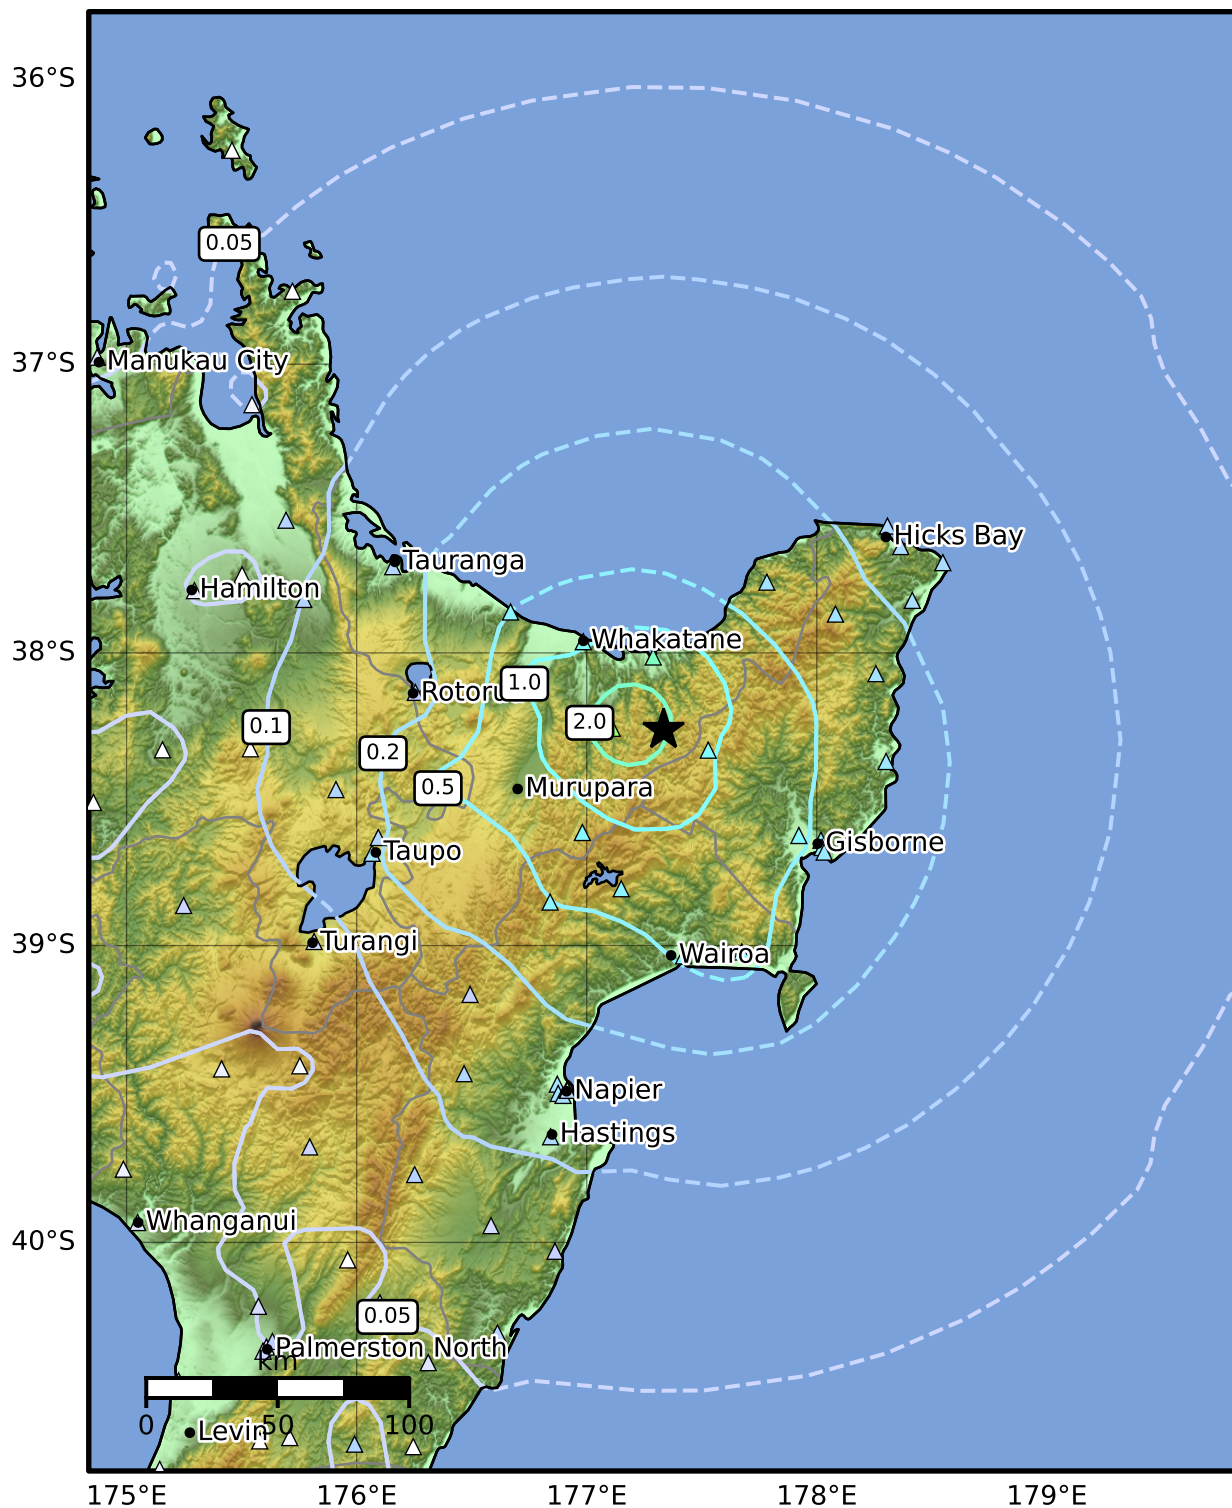 36°S
0.05
37°S
Manukau City
Hicks Bay
Tauranga
Hamilton
38°S
Whakatane
1.0
0.1
2.0
0.2
0.5
Murupara
Gisborne
Taupo
39°S
Turangi
Wairoa
Napier
Hastings
Whanganui
40°S
0.05
Palmerston North
km
0 50 100
Levin
175°E 176°E 177°E 178°E 179°E